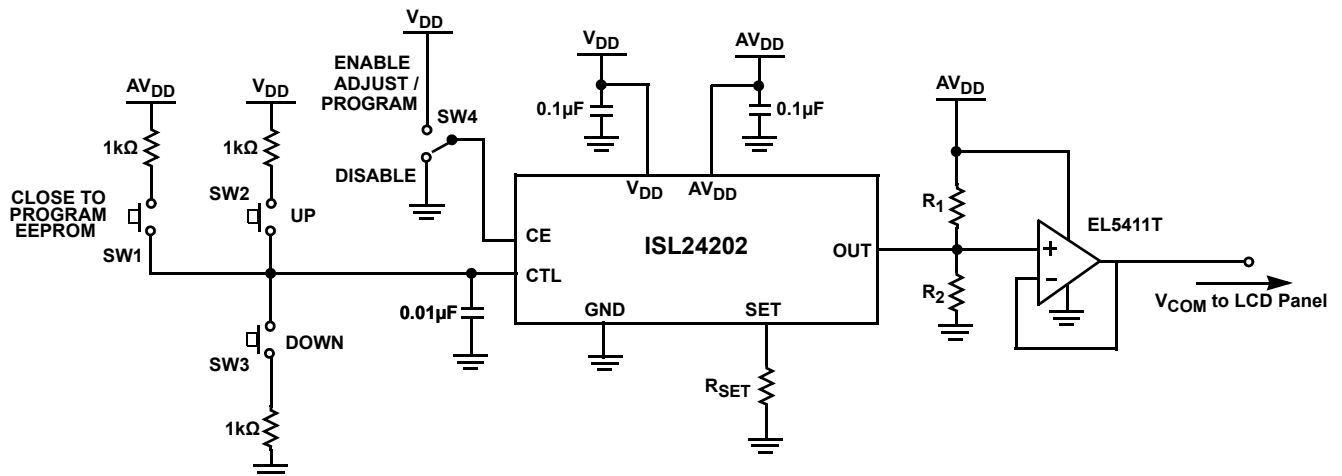 V_DD
ENABLE
ADJUST /
PROGRAM
SW4
DISABLE
AV_DD
1kΩ
CLOSE TO
PROGRAM
EEPROM
SW1
V_DD
1kΩ
SW2
UP
DOWN
SW3
1kΩ
0.01µF
V_DD
0.1µF
AV_DD
0.1µF
V_DD
AV_DD
ISL24202
CE
CTL
OUT
GND
SET
R_SET
AV_DD
R_1
R_2
EL5411T
+
−
V_COM to LCD Panel